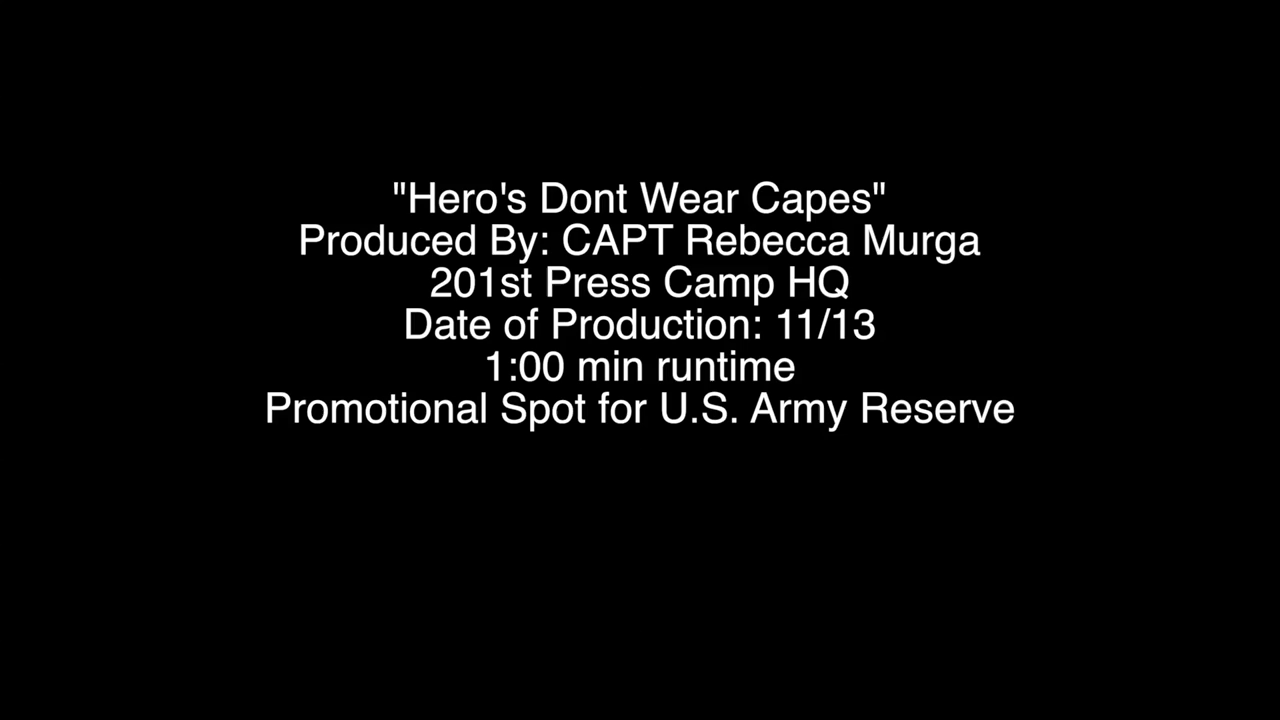 "Hero's Dont Wear Capes"
Produced By: CAPT Rebecca Murga
201st Press Camp HQ
Date of Production: 11/13
1:00 min runtime
Promotional Spot for U.S. Army Reserve